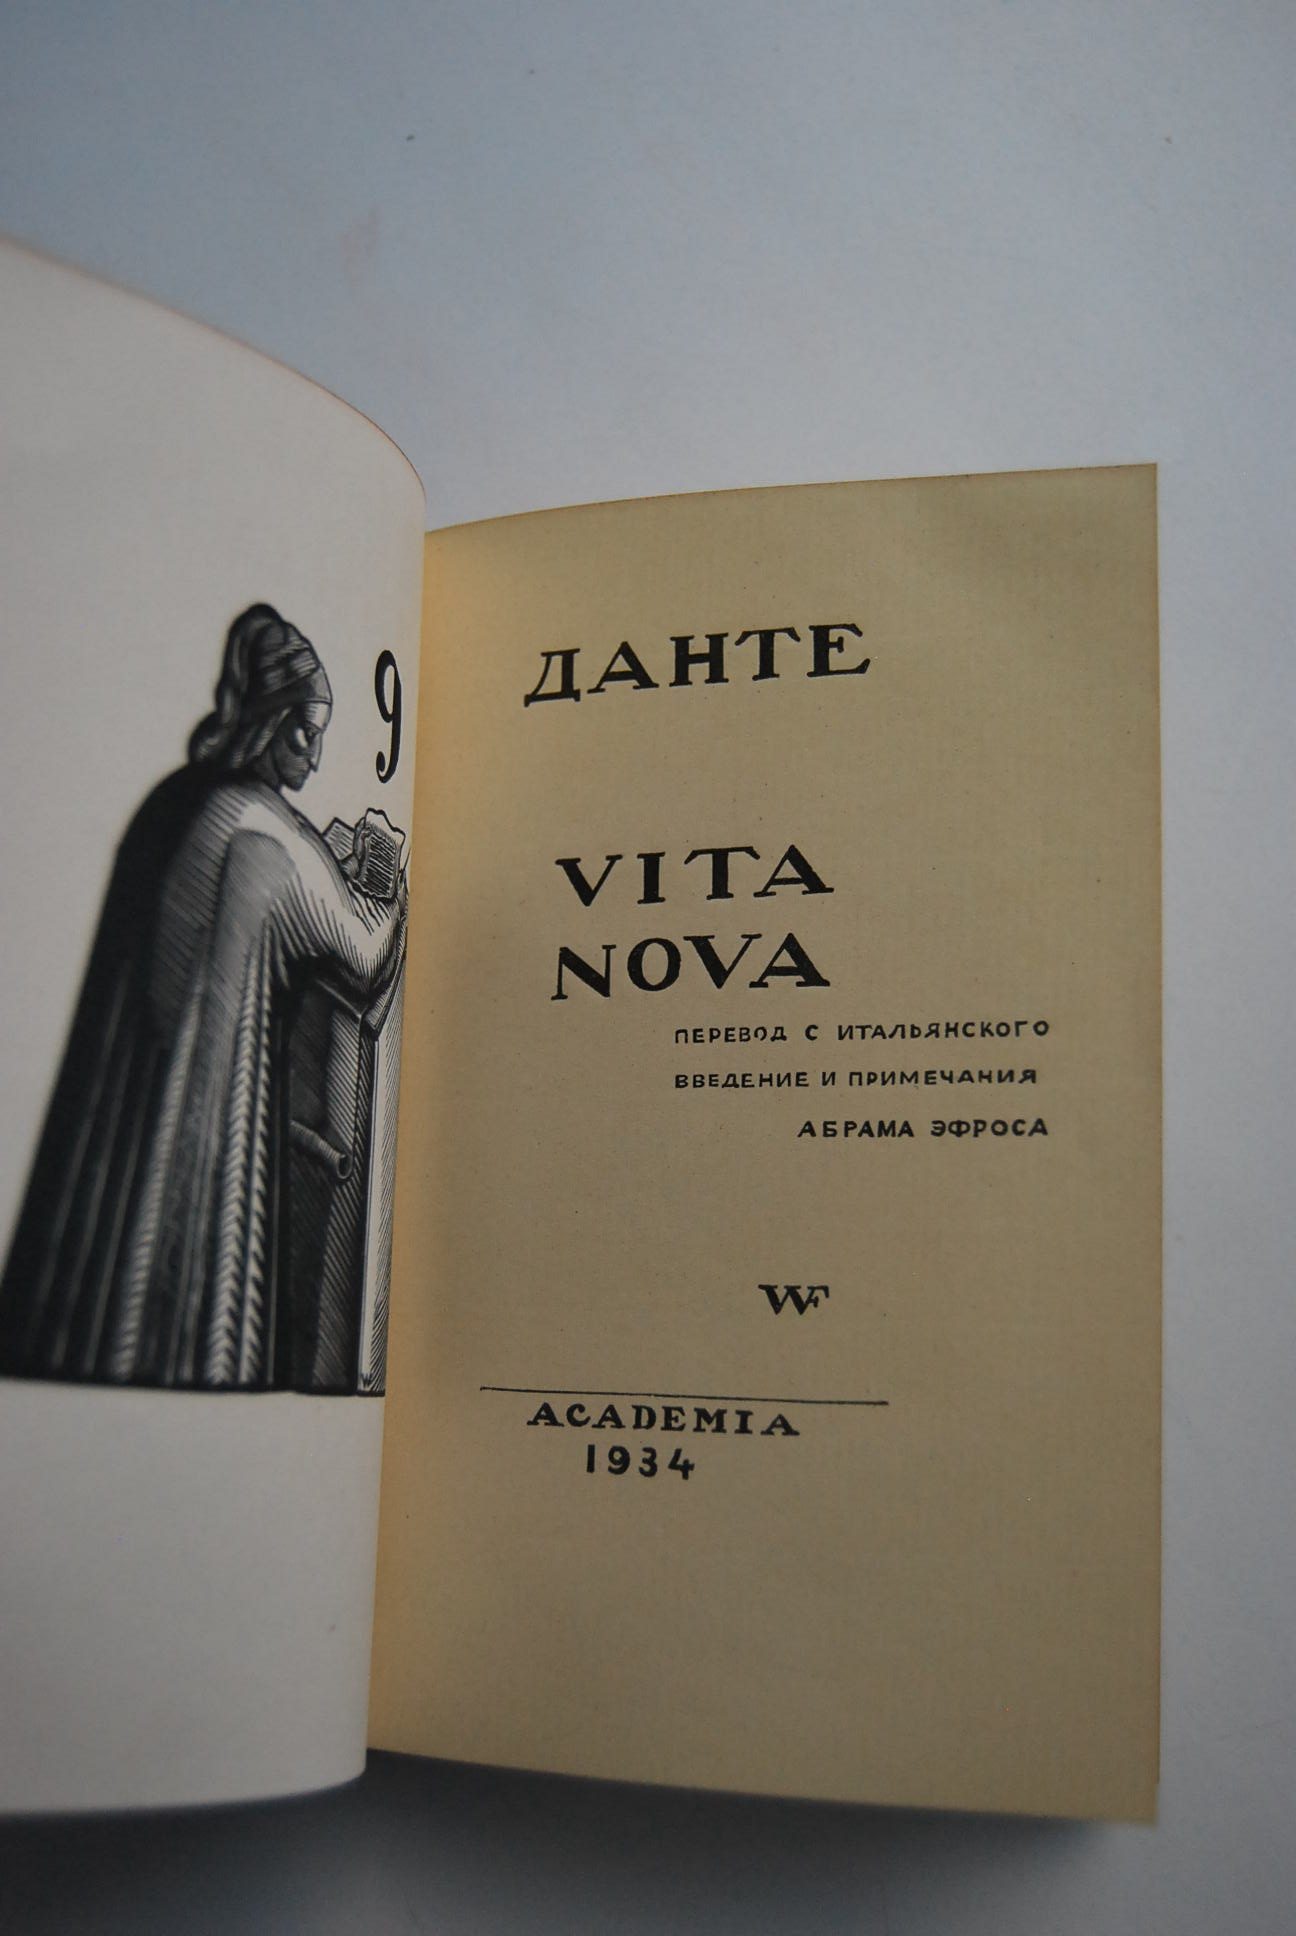 9
ДАНТЕ
VITA
NOVA
ПЕРЕВОД С ИТАЛЬЯНСКОГО
ВВЕДЕНИЕ И ПРИМЕЧАНИЯ
АБРАМА ЭФРОСА
WF
ACADEMIA
1934